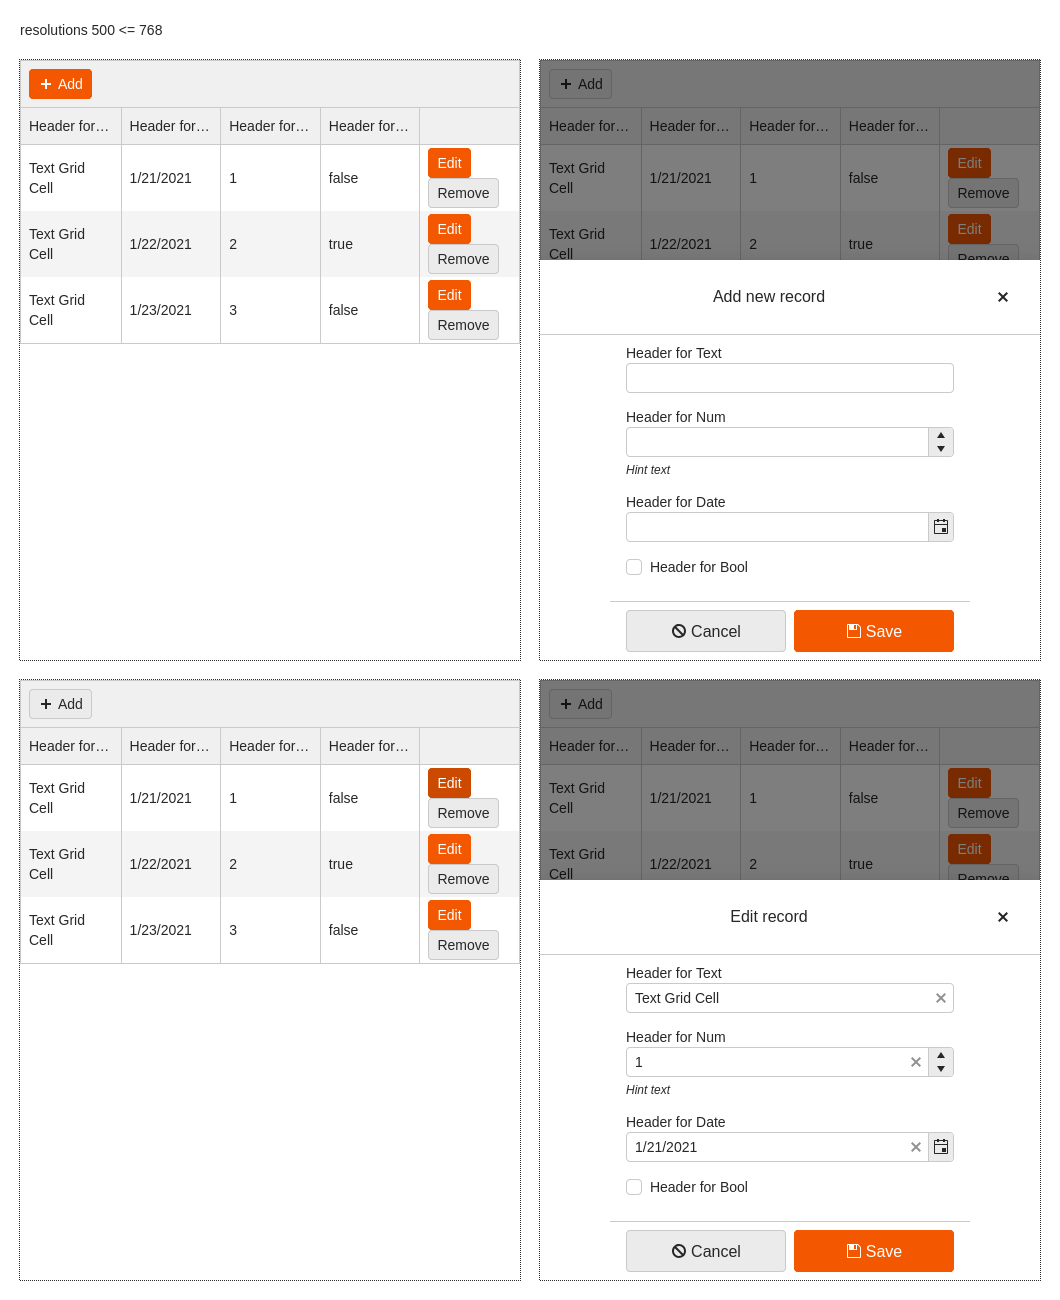 resolutions 500 <= 768
Add
Header for… Header for… Header for… Header for…
Text Grid Cell 1/21/2021 1 false Edit Remove
Text Grid Cell 1/22/2021 2 true Edit Remove
Text Grid Cell 1/23/2021 3 false Edit Remove
Add
Header for… Header for… Header for… Header for…
Text Grid Cell 1/21/2021 1 false Edit Remove
Text Grid Cell 1/22/2021 2 true Edit Remove
Add new record
Header for Text
Header for Num
Hint text
Header for Date
Header for Bool
Cancel Save
Add
Header for… Header for… Header for… Header for…
Text Grid Cell 1/21/2021 1 false Edit Remove
Text Grid Cell 1/22/2021 2 true Edit Remove
Text Grid Cell 1/23/2021 3 false Edit Remove
Add
Header for… Header for… Header for… Header for…
Text Grid Cell 1/21/2021 1 false Edit Remove
Text Grid Cell 1/22/2021 2 true Edit Remove
Edit record
Header for Text
Text Grid Cell
Header for Num
1
Hint text
Header for Date
1/21/2021
Header for Bool
Cancel Save